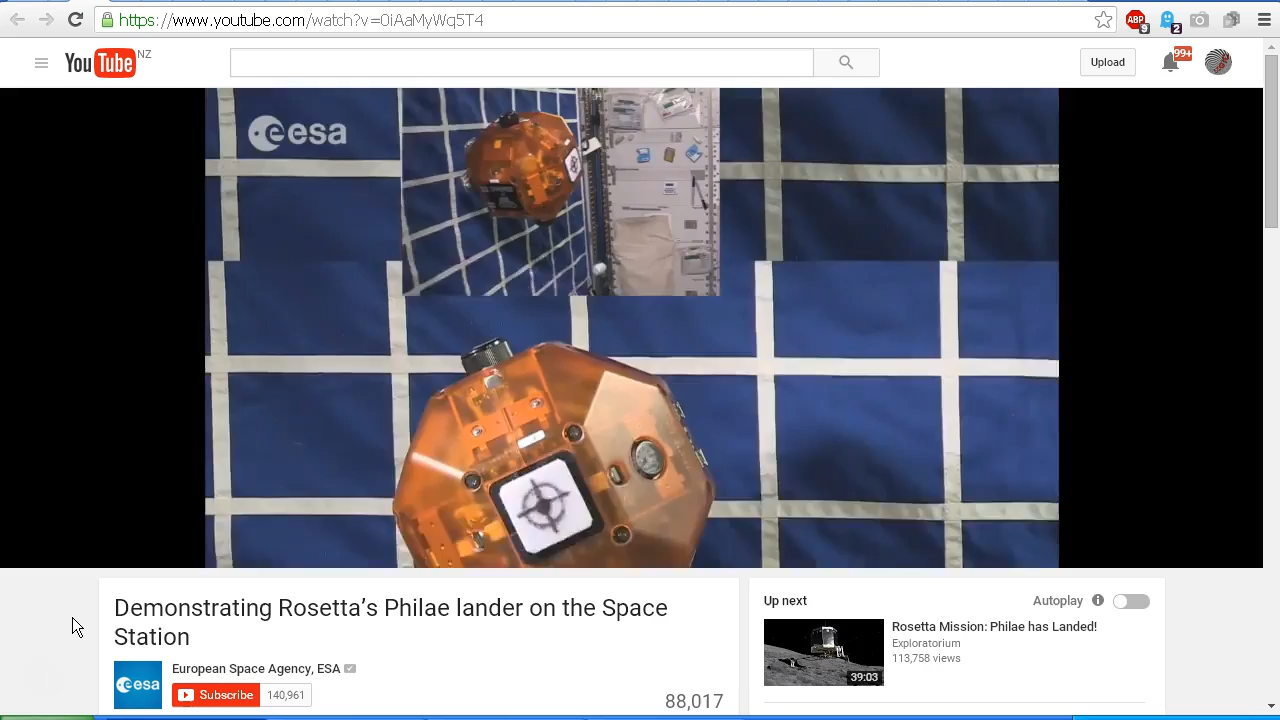 https://www.youtube.com/watch?v=0iAaMyWq5T4
ABP
9
2
YouTube NZ
Upload
99+
esa
Demonstrating Rosetta’s Philae lander on the Space
Station
esa
European Space Agency, ESA
Subscribe 140,961
88,017
Up next
Autoplay
Rosetta Mission: Philae has Landed!
Exploratorium
113,758 views
39:03